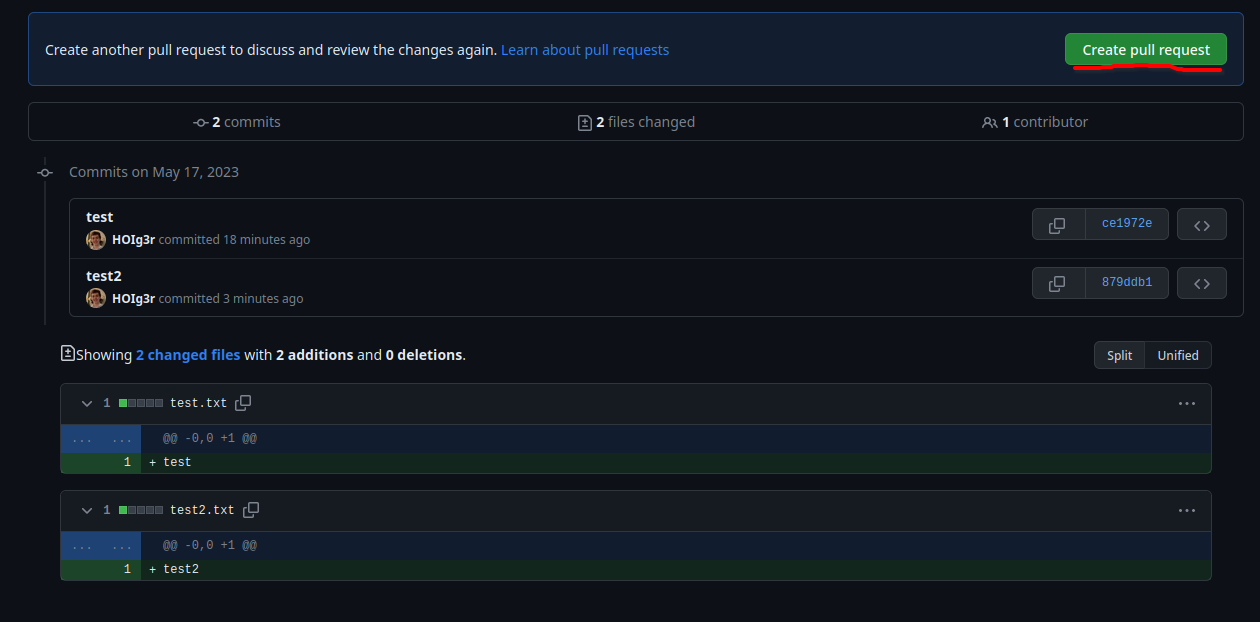 Create another pull request to discuss and review the changes again. Learn about pull requests
Create pull request
2 commits
2 files changed
1 contributor
Commits on May 17, 2023
test
HOIg3r committed 18 minutes ago
ce1972e
test2
HOIg3r committed 3 minutes ago
879ddb1
Showing 2 changed files with 2 additions and 0 deletions.
Split
Unified
1 test.txt
... ... @@ -0,0 +1 @@
1 + test
1 test2.txt
... ... @@ -0,0 +1 @@
1 + test2